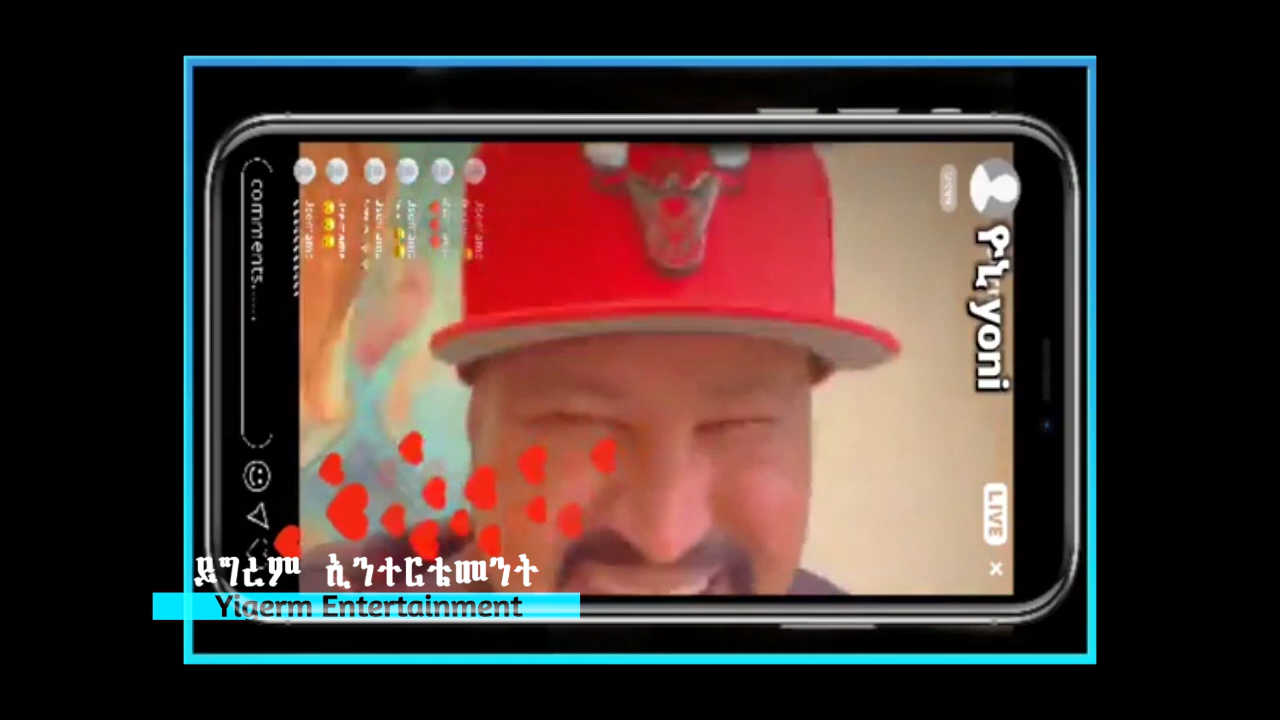 ዮኒ yoni
LIVE
comments......
ይግረም ኢንተርቴመንት
Yigerm Entertainment